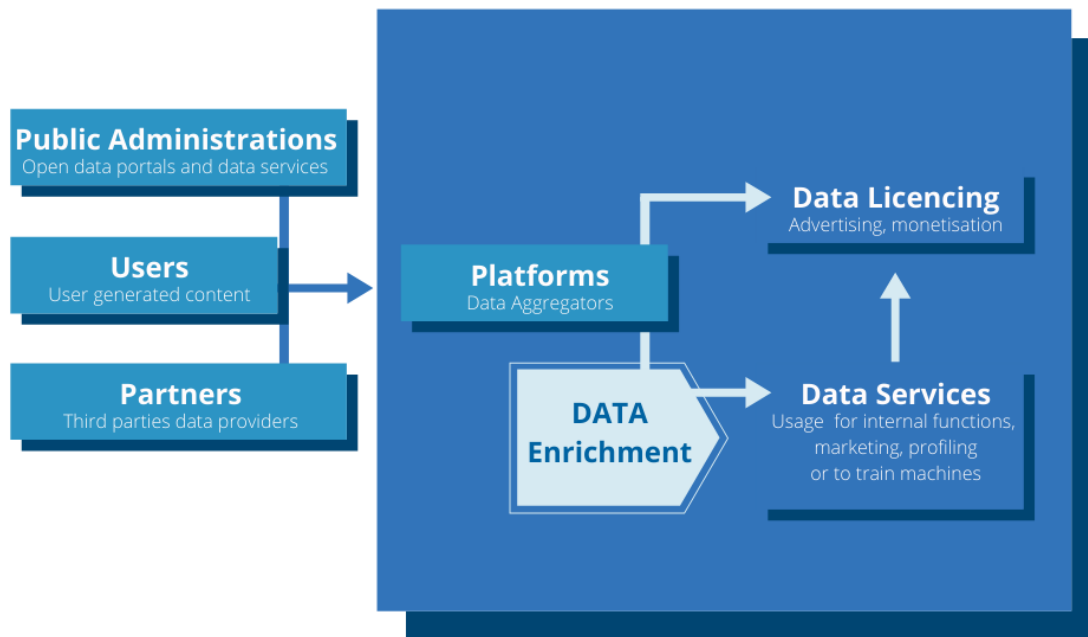 Public Administrations
Open data portals and data services
Users
User generated content
Partners
Third parties data providers
Platforms
Data Aggregators
DATA
Enrichment
Data Licencing
Advertising, monetisation
Data Services
Usage for internal functions,
marketing, profiling
or to train machines